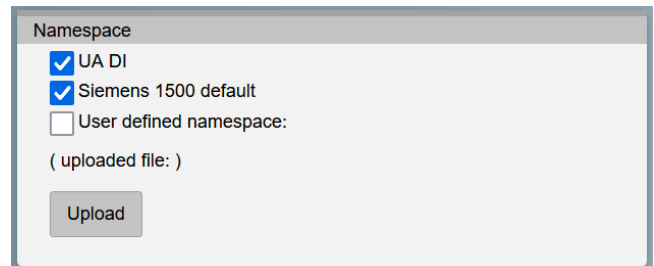 Namespace
UA DI
Siemens 1500 default
User defined namespace:
( uploaded file: )
Upload